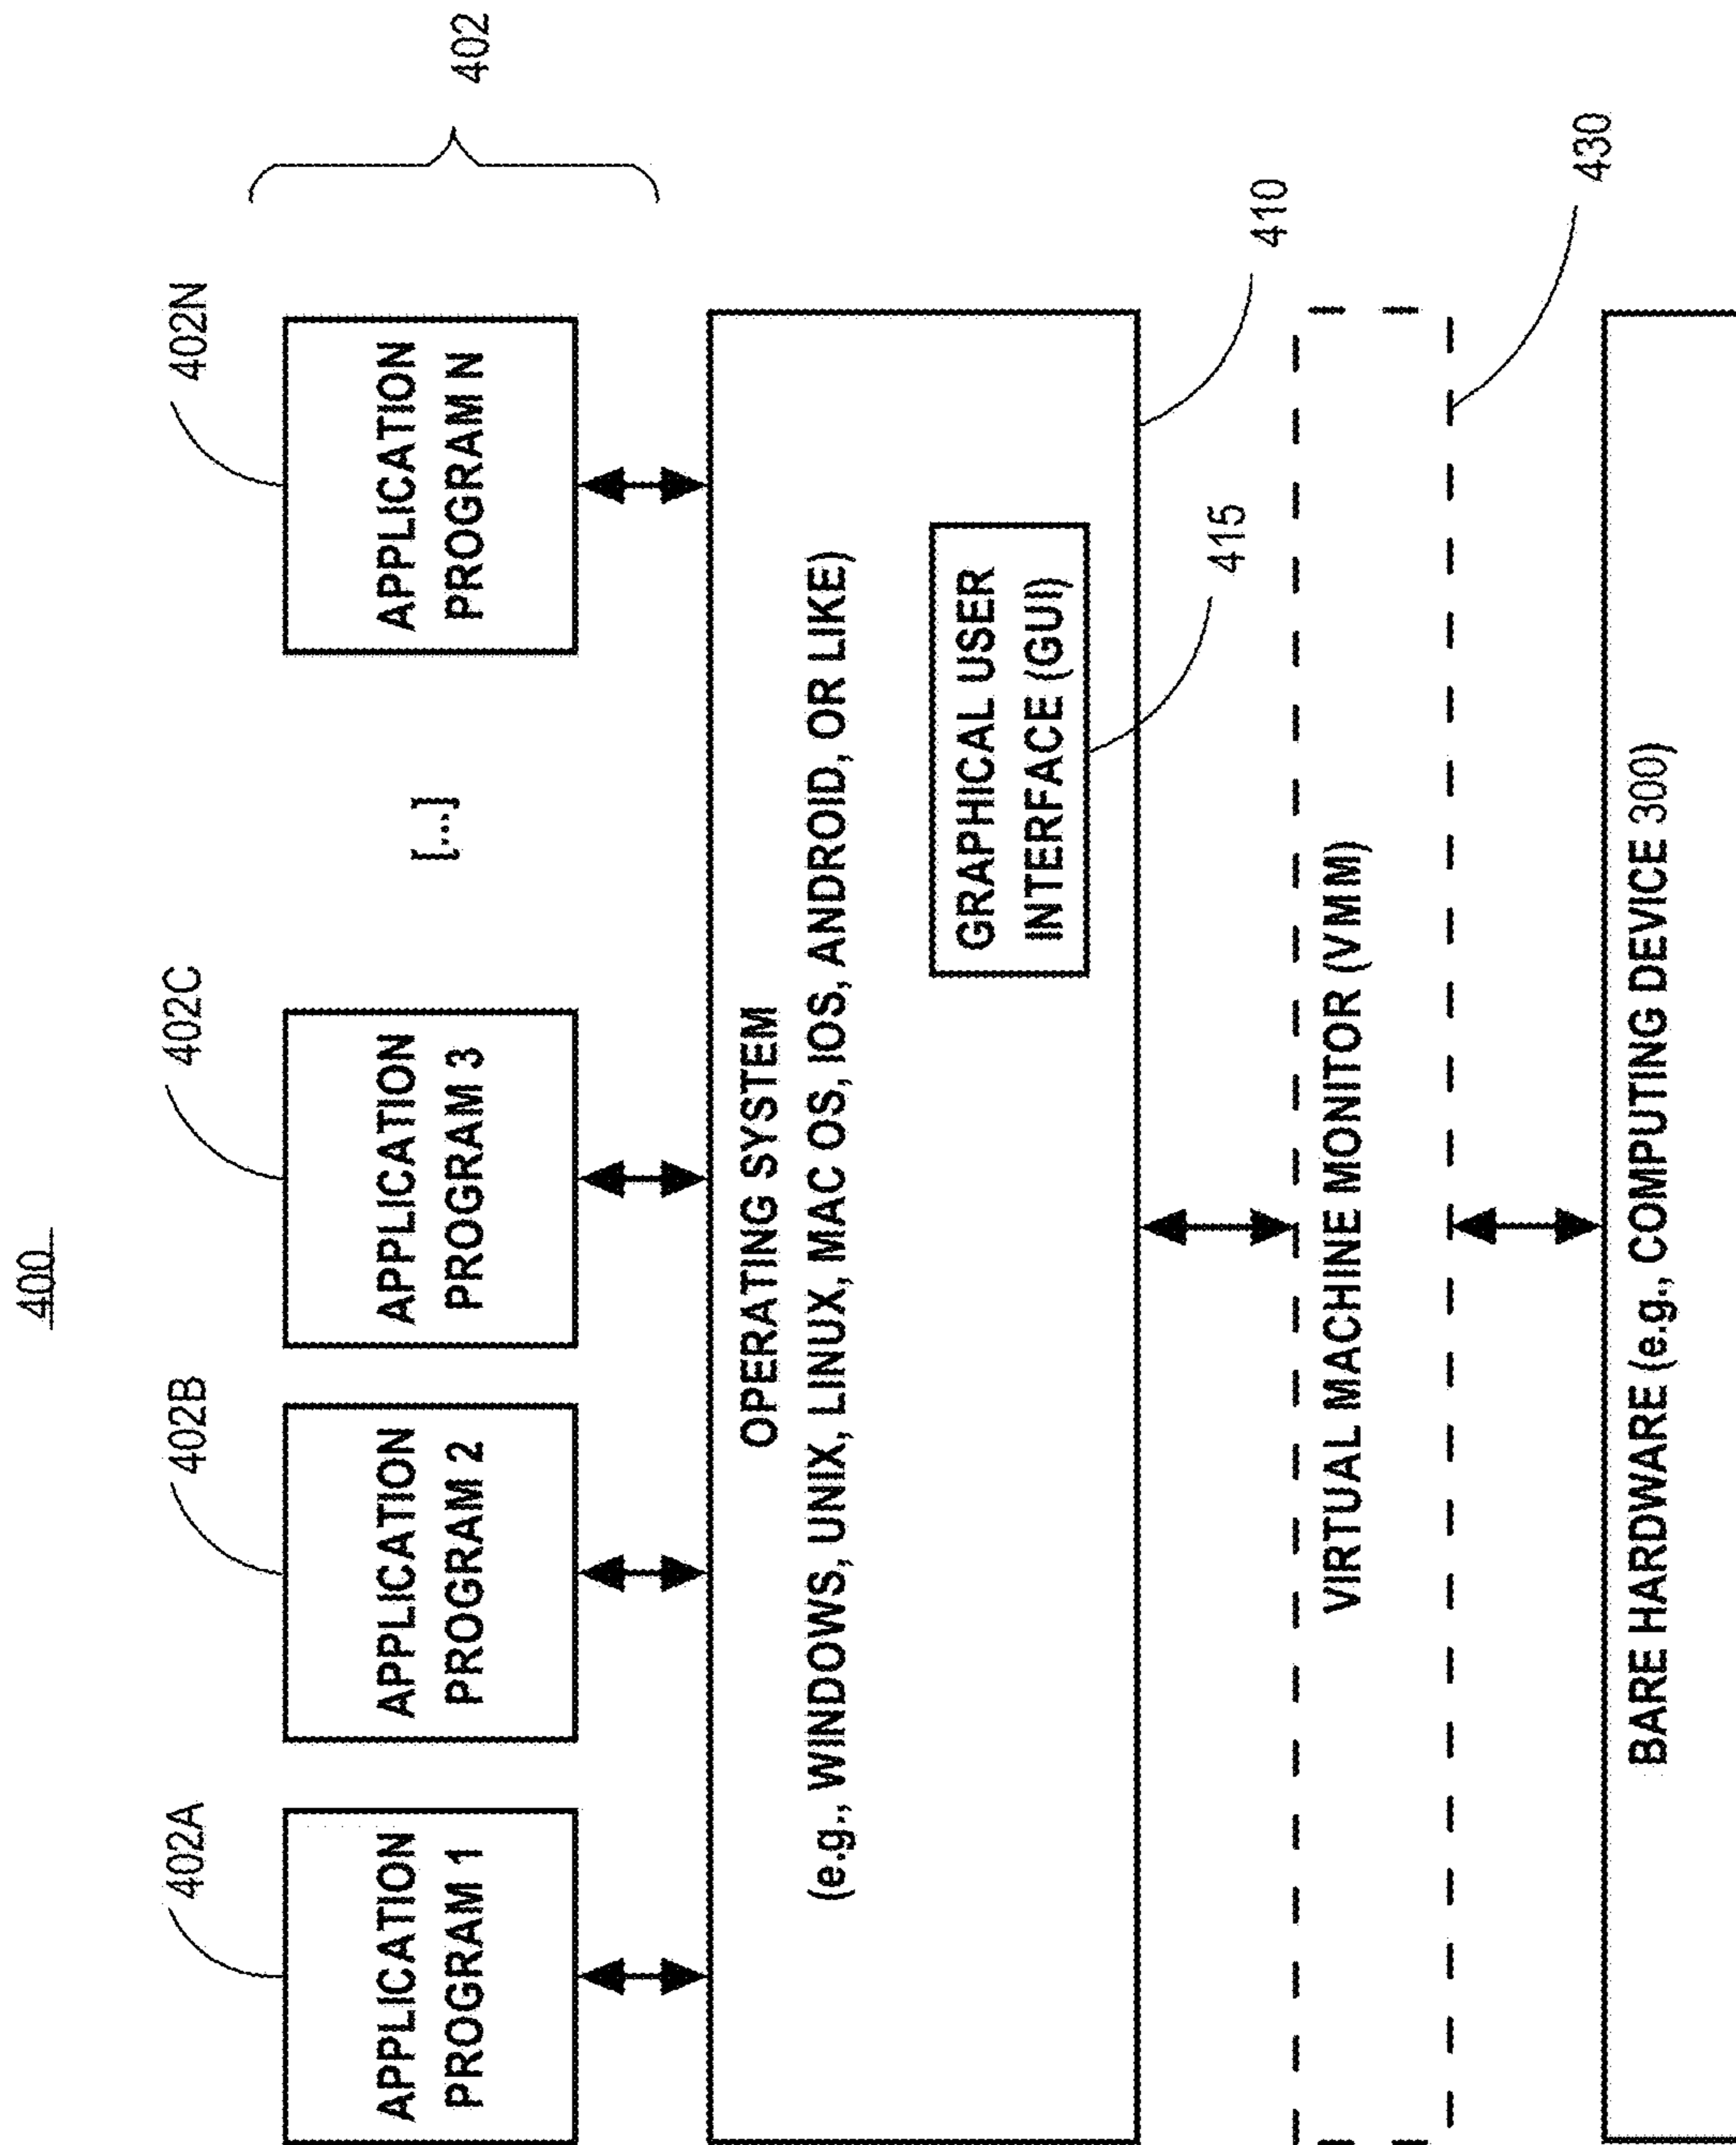 400
402A
402B
402C
402N
402
APPLICATION
PROGRAM 1
APPLICATION
PROGRAM 2
APPLICATION
PROGRAM 3
[...]
APPLICATION
PROGRAM N
OPERATING SYSTEM
(e.g., WINDOWS, UNIX, LINUX, MAC OS, IOS, ANDROID, OR LIKE)
GRAPHICAL USER
INTERFACE (GUI)
410
415
VIRTUAL MACHINE MONITOR (VMM)
430
BARE HARDWARE (e.g., COMPUTING DEVICE 300)